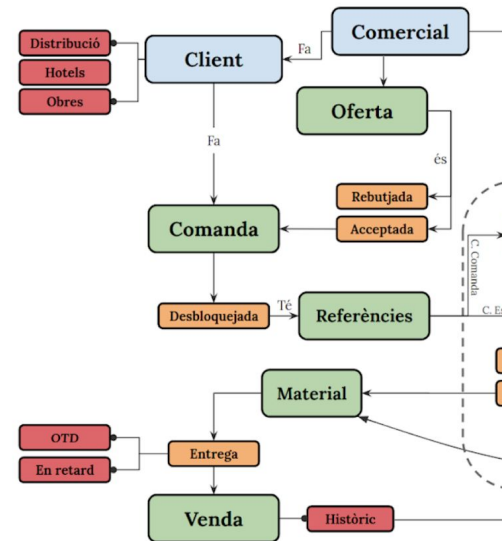 Distribució
Hotels
Obres
Client
Fa
Comercial
Oferta
és
Fa
Rebutjada
Acceptada
Comanda
C. Comanda
Desbloquejada
Té
Referències
Material
OTD
En retard
Entrega
Venda
Històric